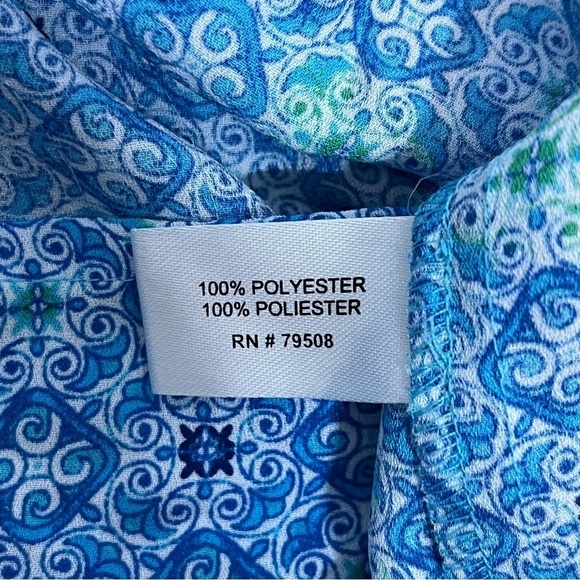 100% POLYESTER
100% POLIESTER
RN # 79508